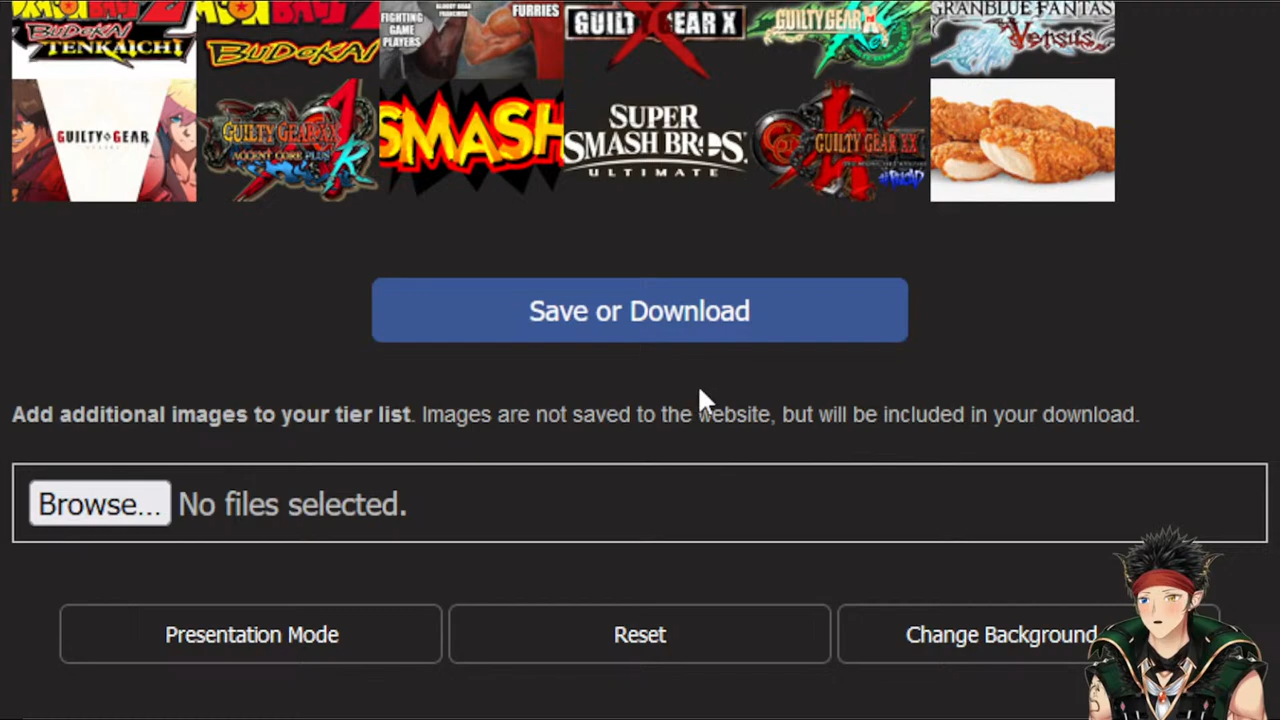 BUDOKAI
TENKAICHI
BUDOKAI
FIGHTING
GAME
PLAYERS
FURRIES
GUILTY GEAR X
GUILTY GEAR X
GRANBLUE FANTAS
Versus
GUILTY GEAR
GUILTY GEAR XX
ACCENT CORE PLUS R
SMASH
SUPER
SMASH BROS
ULTIMATE
GUILTY GEAR XX
#RELOAD
Save or Download
Add additional images to your tier list. Images are not saved to the website, but will be included in your download.
Browse... No files selected.
Presentation Mode
Reset
Change Background